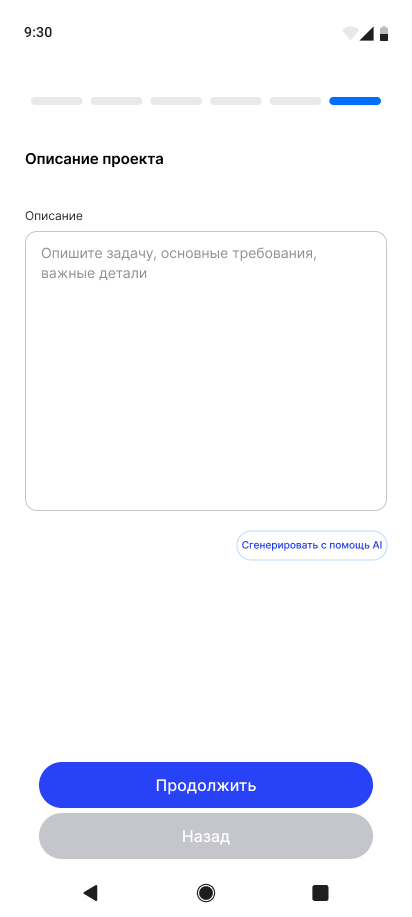 9:30
Описание проекта
Описание
Опишите задачу, основные требования,
важные детали
Сгенерировать с помощь AI
Продолжить
Назад